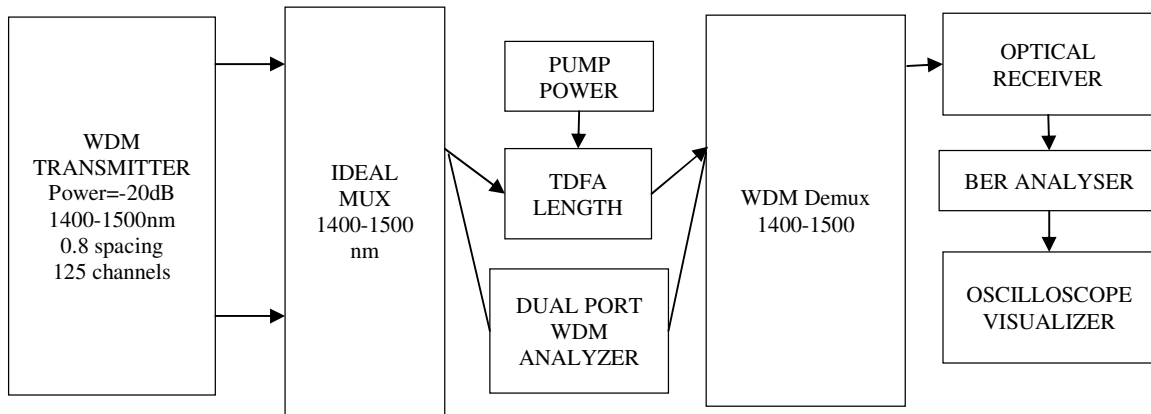 WDM
TRANSMITTER
Power=-20dB
1400-1500nm
0.8 spacing
125 channels
IDEAL
MUX
1400-1500
nm
PUMP
POWER
TDFA
LENGTH
DUAL PORT
WDM
ANALYZER
WDM Demux
1400-1500
OPTICAL
RECEIVER
BER ANALYSER
OSCILLOSCOPE
VISUALIZER